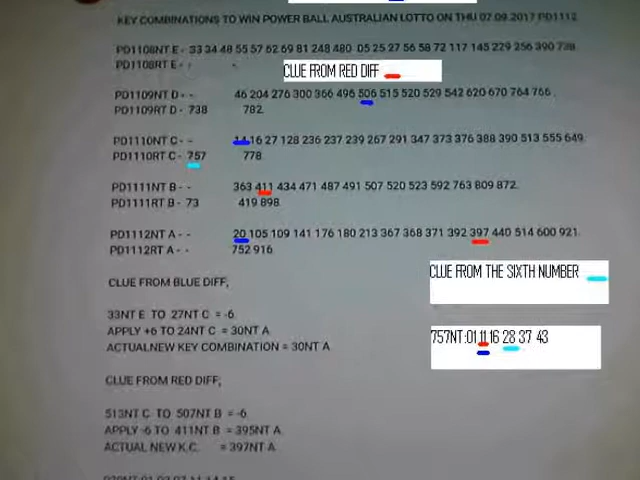 KEY COMBINATIONS TO WIN POWER BALL AUSTRALIAN LOTTO ON THU 07.09.2017 PD1112
PD1108NT E - 33 34 48 55 57 62 69 81 248 480 05 25 27 56 58 72 117 145 229 256 390 738
PD1108RT E - - -
CLUE FROM RED DIFF
PD1109NT D - - 46 204 276 300 366 496 506 515 520 529 542 620 670 764 766
PD1109RT D - 738 782
PD1110NT C - - 14 16 27 128 236 237 239 267 291 347 373 376 388 390 513 555 649
PD1110RT C - 757 778
PD1111NT B - - 363 411 434 471 487 491 507 520 523 592 763 809 872
PD1111RT B - 73 419 898
PD1112NT A - - 20 105 109 141 176 180 213 367 368 371 392 397 440 514 600 921
PD1112RT A - - 752 916
CLUE FROM THE SIXTH NUMBER
CLUE FROM BLUE DIFF,
33NT E TO 27NT C = -6
APPLY +6 TO 24NT C = 30NT A
ACTUALNEW KEY COMBINATION = 30NT A
757NT:01 11 16 28 37 43
CLUE FROM RED DIFF,
513NT C TO 507NT B = -6
APPLY -6 TO 411NT B = 395NT A
ACTUAL NEW K.C. = 397NT A